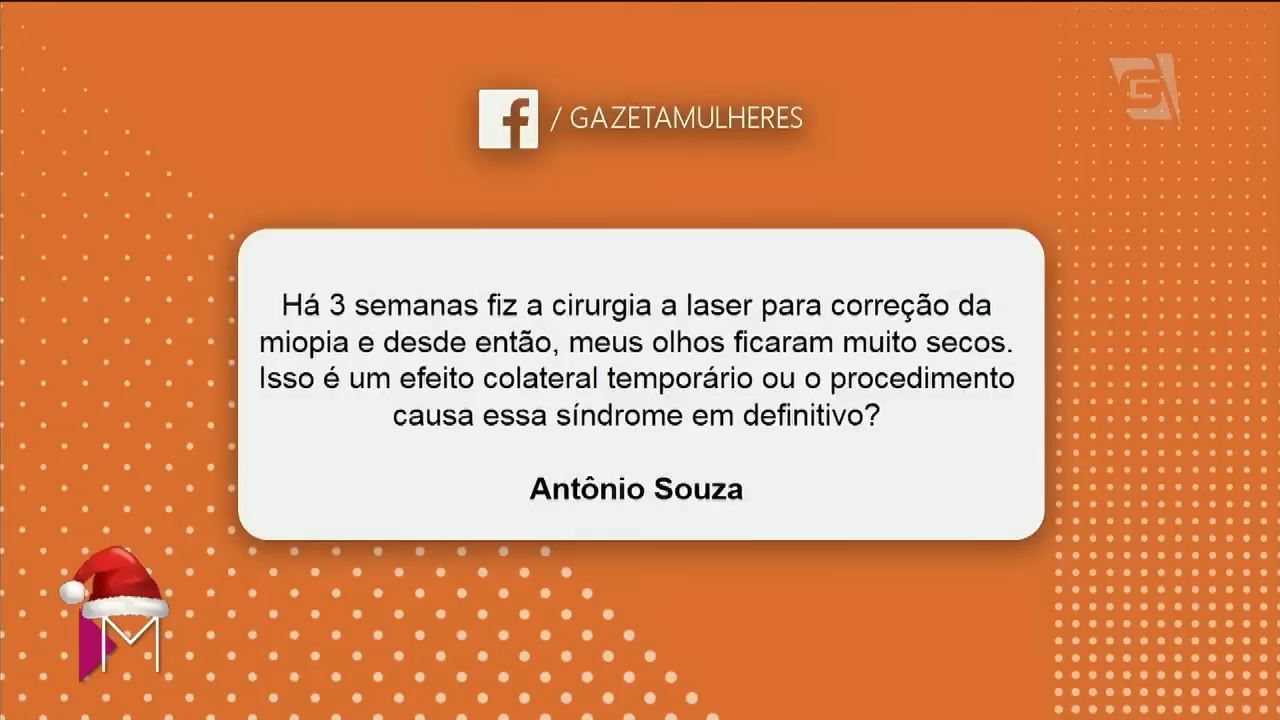 f / GAZETAMULHERES
G
Há 3 semanas fiz a cirurgia a laser para correção da
miopia e desde então, meus olhos ficaram muito secos.
Isso é um efeito colateral temporário ou o procedimento
causa essa síndrome em definitivo?
Antônio Souza
M